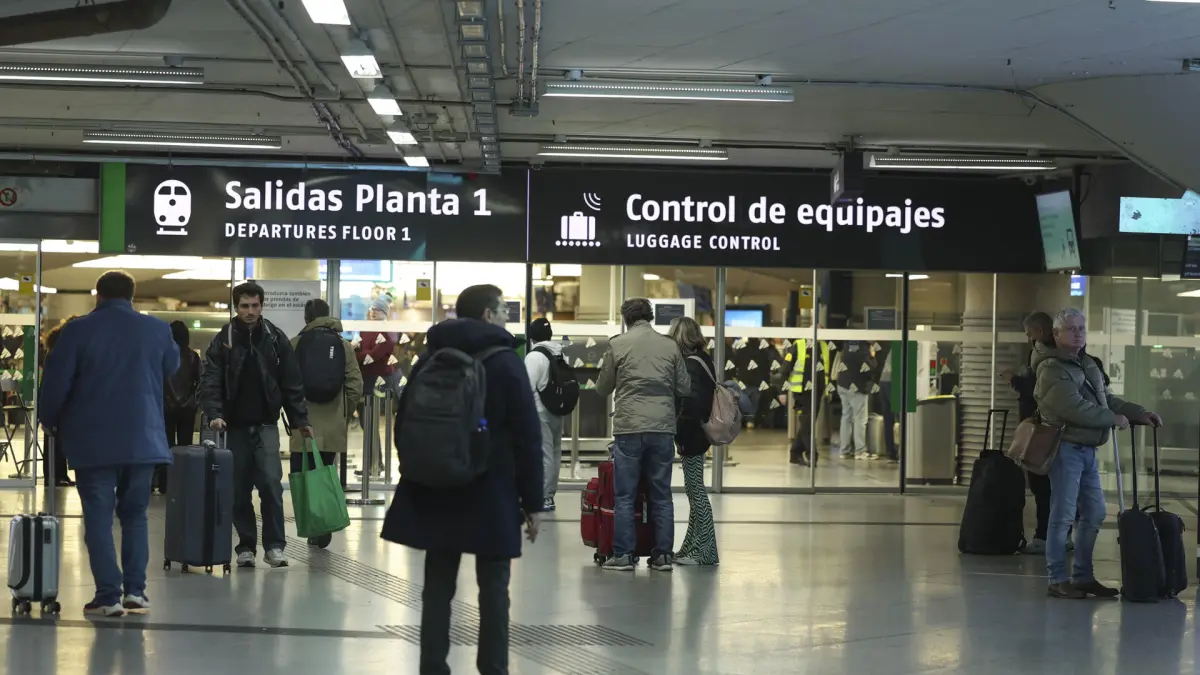 Salidas Planta 1
DEPARTURES FLOOR 1
Control de equipajes
LUGGAGE CONTROL